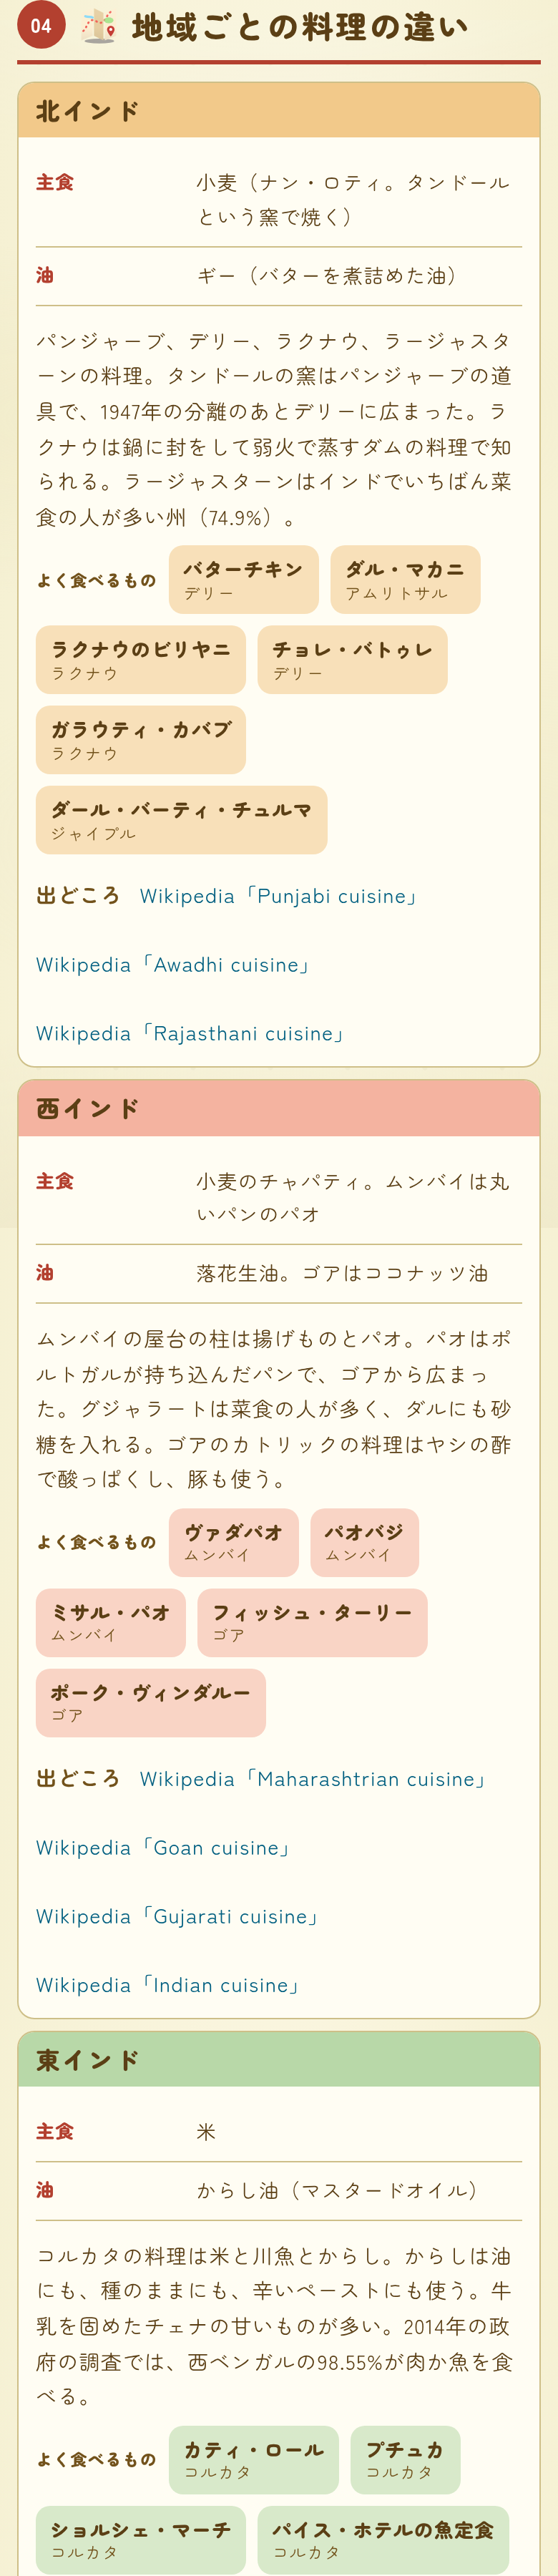 04 地域ごとの料理の違い
北インド
主食 小麦（ナン・ロティ。タンドール
という窯で焼く）
油 ギー（バターを煮詰めた油）
パンジャーブ、デリー、ラクナウ、ラージャスタ
ーンの料理。タンドールの窯はパンジャーブの道
具で、1947年の分離のあとデリーに広まった。ラ
クナウは鍋に封をして弱火で蒸すダムの料理で知
られる。ラージャスターンはインドでいちばん菜
食の人が多い州（74.9%）。
よく食べるもの バターチキン ダル・マカニ
デリー アムリトサル
ラクナウのビリヤニ チョレ・バトゥレ
ラクナウ デリー
ガラウティ・カバブ
ラクナウ
ダール・バーティ・チュルマ
ジャイプル
出どころ Wikipedia「Punjabi cuisine」
Wikipedia「Awadhi cuisine」
Wikipedia「Rajasthani cuisine」
西インド
主食 小麦のチャパティ。ムンバイは丸
いパンのパオ
油 落花生油。ゴアはココナッツ油
ムンバイの屋台の柱は揚げものとパオ。パオはポ
ルトガルが持ち込んだパンで、ゴアから広まっ
た。グジャラートは菜食の人が多く、ダルにも砂
糖を入れる。ゴアのカトリックの料理はヤシの酢
で酸っぱくし、豚も使う。
よく食べるもの ヴァダパオ パオバジ
ムンバイ ムンバイ
ミサル・パオ フィッシュ・ターリー
ムンバイ ゴア
ポーク・ヴィンダルー
ゴア
出どころ Wikipedia「Maharashtrian cuisine」
Wikipedia「Goan cuisine」
Wikipedia「Gujarati cuisine」
Wikipedia「Indian cuisine」
東インド
主食 米
油 からし油（マスタードオイル）
コルカタの料理は米と川魚とからし。からしは油
にも、種のままにも、辛いペーストにも使う。牛
乳を固めたチェナの甘いものが多い。2014年の政
府の調査では、西ベンガルの98.55%が肉か魚を食
べる。
よく食べるもの カティ・ロール プチュカ
コルカタ コルカタ
ショルシェ・マーチ パイス・ホテルの魚定食
コルカタ コルカタ